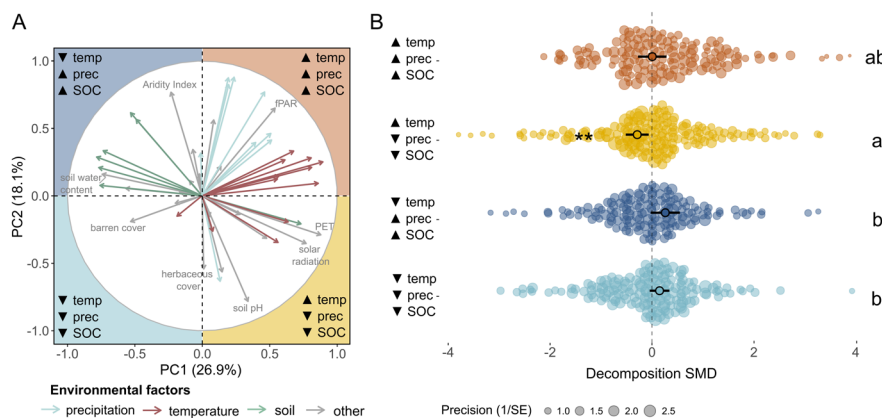 A
B
▼ temp
▲ prec
▲ SOC
▲ temp
▲ prec
▲ SOC
Aridity Index
fPAR
soil water
content
barren cover
PET
solar
radiation
herbaceous
cover
soil pH
▼ temp
▼ prec
▼ SOC
▲ temp
▼ prec
▼ SOC
1.0
0.5
0.0
-0.5
-1.0
PC2 (18.1%)
-1.0
-0.5
0.0
0.5
1.0
PC1 (26.9%)
Environmental factors
precipitation
temperature
soil
other
▲ temp
▲ prec -
▲ SOC
ab
▲ temp
▼ prec -
▼ SOC
**
a
▼ temp
▲ prec -
▲ SOC
b
▼ temp
▼ prec -
▼ SOC
b
-4
-2
0
2
4
Decomposition SMD
Precision (1/SE)
1.0
1.5
2.0
2.5